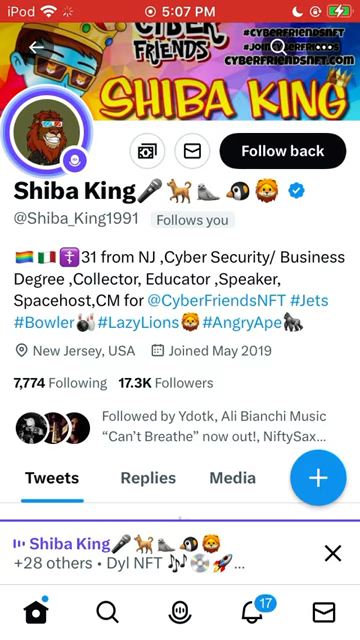 iPod 5:07 PM
CYBER
FRIENDS
#CYBERFRIENDSNFT
CYBERFRIENDSNFT.COM
SHIBA KING
Follow back
Shiba King🎤🐕🦭🐧🦁
@Shiba_King1991 Follows you
🏳️‍🌈🇮🇹☦️31 from NJ ,Cyber Security/ Business
Degree ,Collector, Educator ,Speaker,
Spacehost,CM for @CyberFriendsNFT #Jets
#Bowler🎳#LazyLions🦁#AngryApe🦍
New Jersey, USA Joined May 2019
7,774 Following 17.3K Followers
Followed by Ydotk, Ali Bianchi Music
“Can’t Breathe” now out!, NiftySax...
Tweets Replies Media
Shiba King🎤🐕🦭🐧🦁
+28 others • Dyl NFT 🎶💿🚀...
17